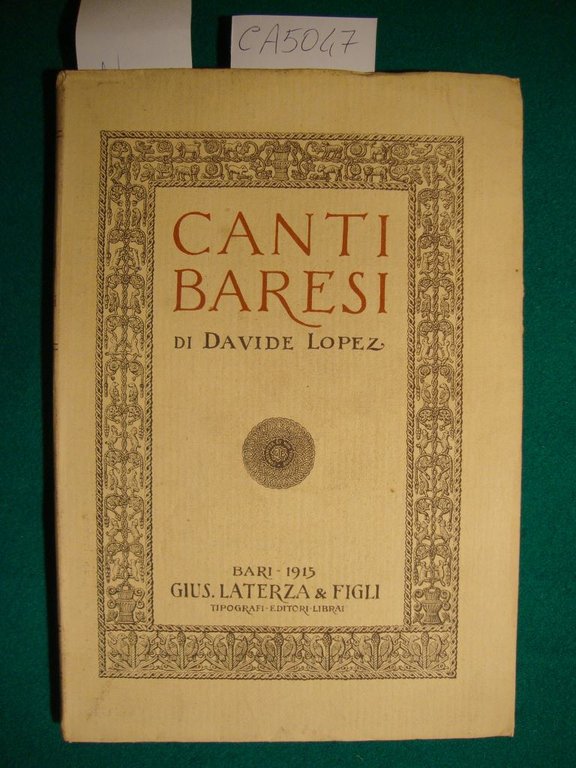 CA5047
CANTI
BARESI
DI DAVIDE LOPEZ
BARI - 1915
GIUS. LATERZA & FIGLI
TIPOGRAFI-EDITORI-LIBRAI